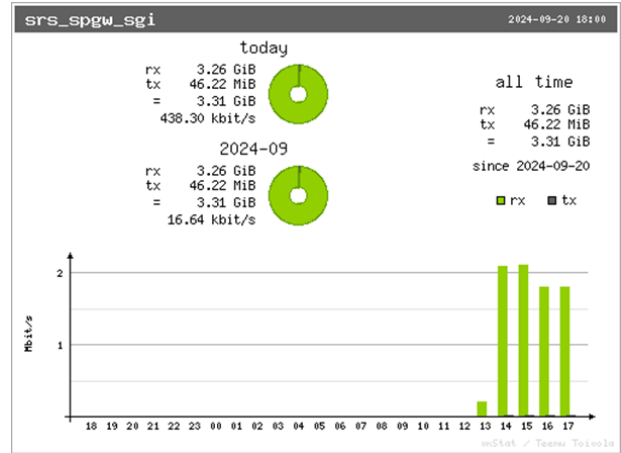 srs_spgw_sgi 2024-09-20 18:00
today
rx 3.26 GiB
tx 46.22 MiB
= 3.31 GiB
438.30 kbit/s
2024-09
rx 3.26 GiB
tx 46.22 MiB
= 3.31 GiB
16.64 kbit/s
all time
rx 3.26 GiB
tx 46.22 MiB
= 3.31 GiB
since 2024-09-20
rx tx
Mbit/s
2
1
18 19 20 21 22 23 00 01 02 03 04 05 06 07 08 09 10 11 12 13 14 15 16 17
vnStat / Teemu Toivola